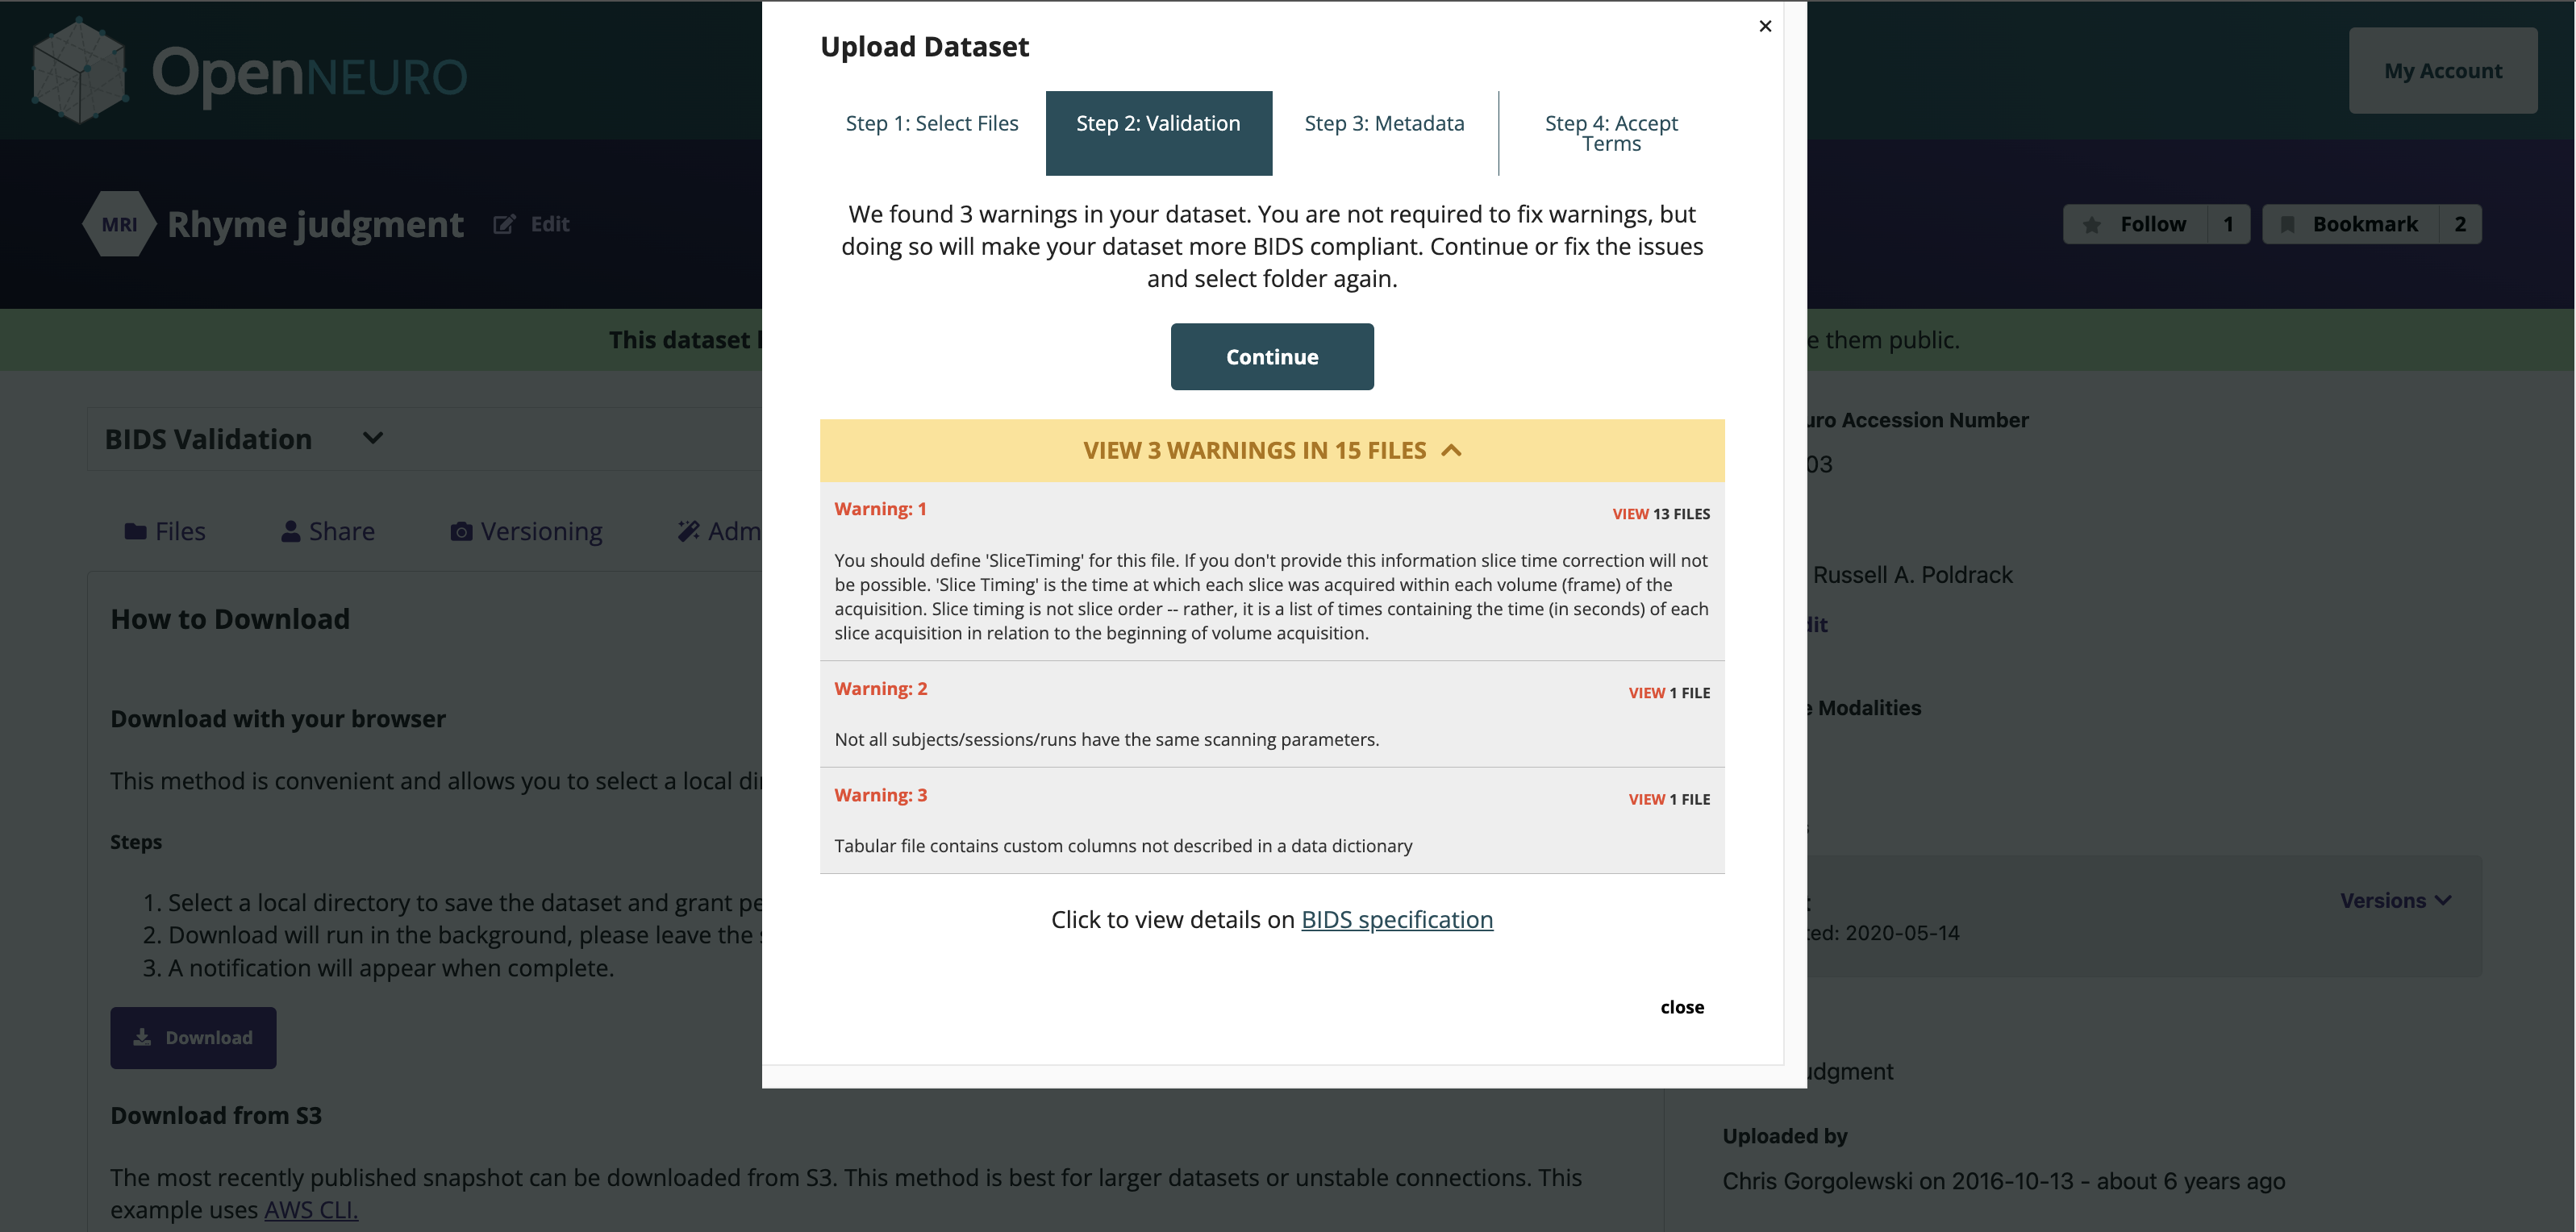 OpenNEURO
My Account
MRI Rhyme judgment Edit
Follow 1 Bookmark 2
This dataset
e them public.
BIDS Validation
Files Share Versioning Adm
How to Download
Download with your browser
This method is convenient and allows you to select a local di
Steps
1. Select a local directory to save the dataset and grant pe
2. Download will run in the background, please leave the
3. A notification will appear when complete.
Download
Download from S3
The most recently published snapshot can be downloaded from S3. This method is best for larger datasets or unstable connections. This
example uses AWS CLI.
×
Upload Dataset
Step 1: Select Files
Step 2: Validation
Step 3: Metadata
Step 4: Accept
Terms
We found 3 warnings in your dataset. You are not required to fix warnings, but
doing so will make your dataset more BIDS compliant. Continue or fix the issues
and select folder again.
Continue
VIEW 3 WARNINGS IN 15 FILES
Warning: 1 VIEW 13 FILES
You should define 'SliceTiming' for this file. If you don't provide this information slice time correction will not
be possible. 'Slice Timing' is the time at which each slice was acquired within each volume (frame) of the
acquisition. Slice timing is not slice order -- rather, it is a list of times containing the time (in seconds) of each
slice acquisition in relation to the beginning of volume acquisition.
Warning: 2 VIEW 1 FILE
Not all subjects/sessions/runs have the same scanning parameters.
Warning: 3 VIEW 1 FILE
Tabular file contains custom columns not described in a data dictionary
Click to view details on BIDS specification
close
uro Accession Number
03
Russell A. Poldrack
dit
e Modalities
Versions
ted: 2020-05-14
udgment
Uploaded by
Chris Gorgolewski on 2016-10-13 - about 6 years ago